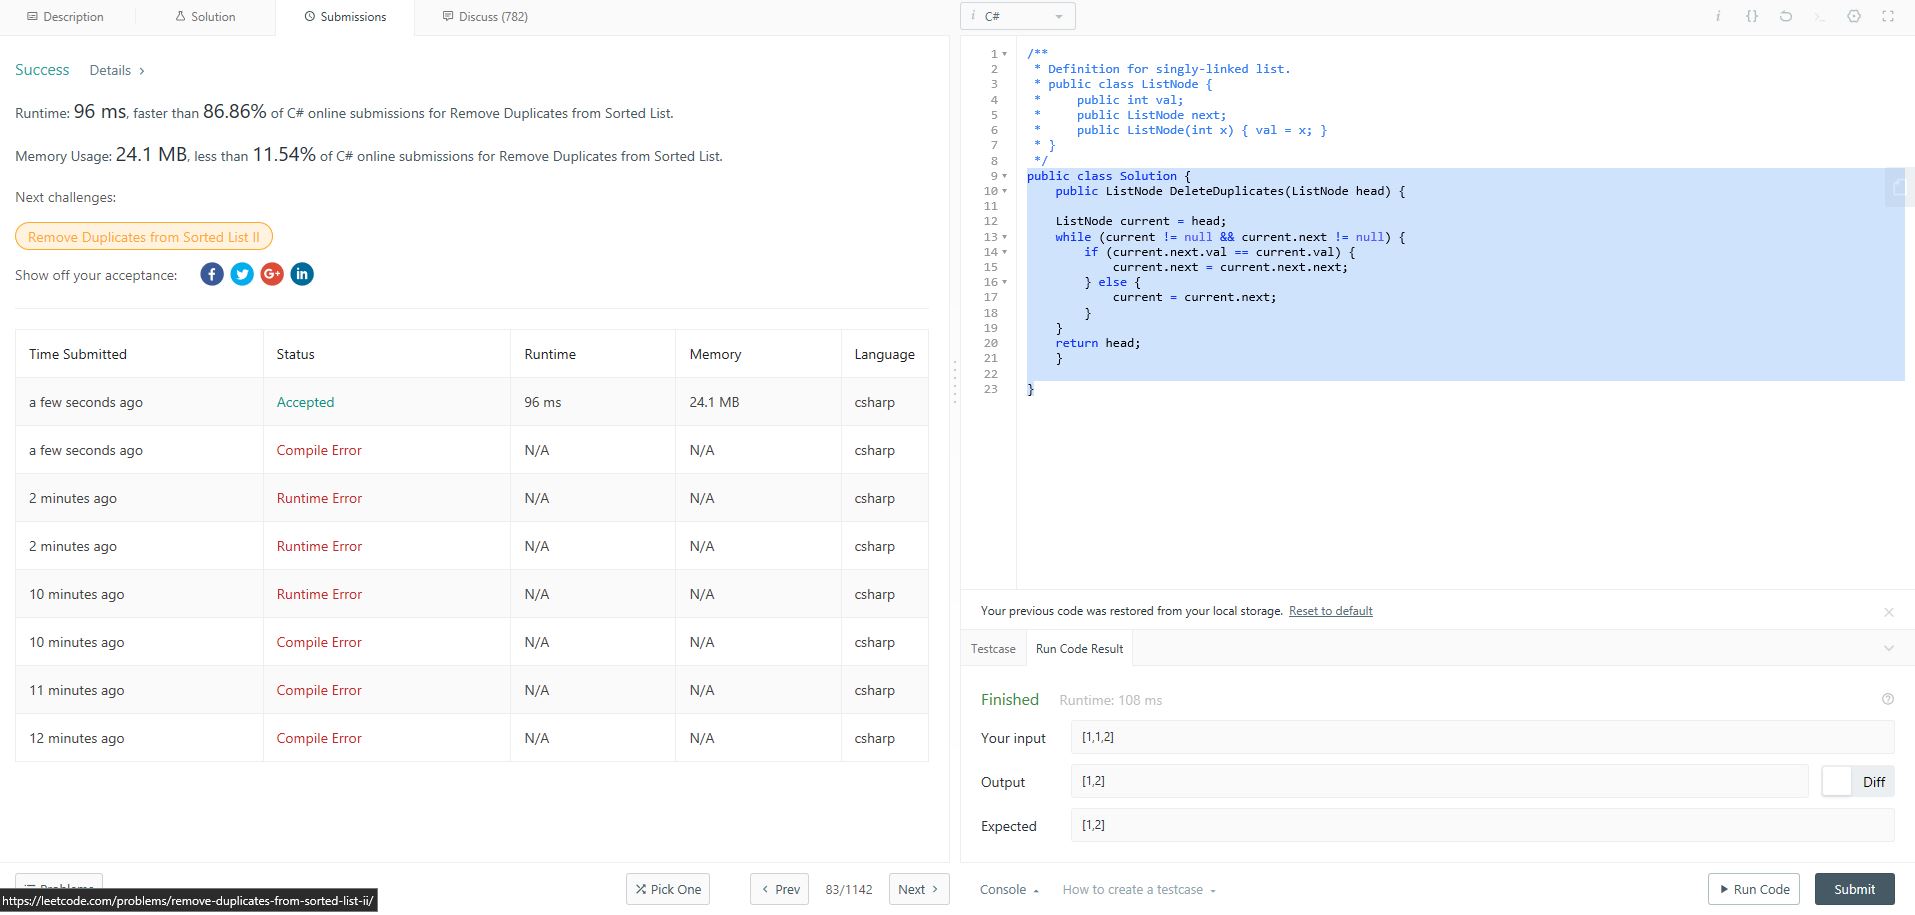 Description Solution Submissions Discuss (782)
Success Details >
Runtime: 96 ms, faster than 86.86% of C# online submissions for Remove Duplicates from Sorted List.
Memory Usage: 24.1 MB, less than 11.54% of C# online submissions for Remove Duplicates from Sorted List.
Next challenges:
Remove Duplicates from Sorted List II
Show off your acceptance: f G+ in
Time Submitted Status Runtime Memory Language
a few seconds ago Accepted 96 ms 24.1 MB csharp
a few seconds ago Compile Error N/A N/A csharp
2 minutes ago Runtime Error N/A N/A csharp
2 minutes ago Runtime Error N/A N/A csharp
10 minutes ago Runtime Error N/A N/A csharp
10 minutes ago Compile Error N/A N/A csharp
11 minutes ago Compile Error N/A N/A csharp
12 minutes ago Compile Error N/A N/A csharp
Problems Pick One < Prev 83/1142 Next >
https://leetcode.com/problems/remove-duplicates-from-sorted-list-ii/
i C# i {}
1 /**
2 * Definition for singly-linked list.
3 * public class ListNode {
4 *     public int val;
5 *     public ListNode next;
6 *     public ListNode(int x) { val = x; }
7 * }
8 */
9 public class Solution {
10     public ListNode DeleteDuplicates(ListNode head) {
11
12     ListNode current = head;
13     while (current != null && current.next != null) {
14         if (current.next.val == current.val) {
15             current.next = current.next.next;
16         } else {
17             current = current.next;
18         }
19     }
20     return head;
21     }
22
23 }
Your previous code was restored from your local storage. Reset to default
Testcase Run Code Result
Finished Runtime: 108 ms
Your input [1,1,2]
Output [1,2] Diff
Expected [1,2]
Console How to create a testcase Run Code Submit